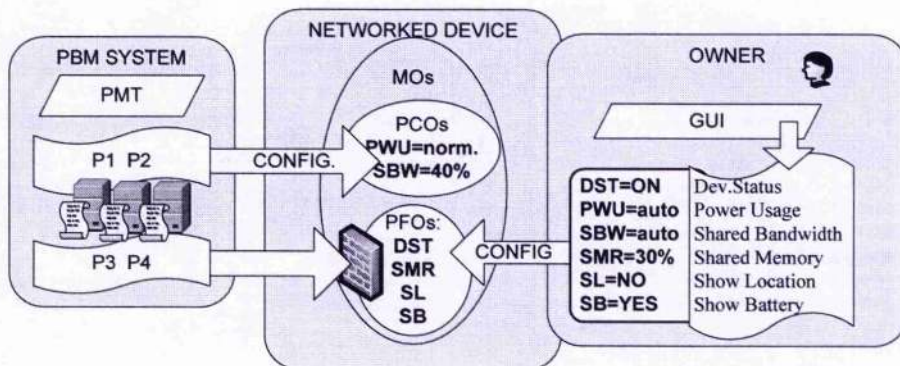 PBM SYSTEM
PMT
P1 P2
P3 P4
CONFIG.
NETWORKED DEVICE
MOs
PCOs
PWU=norm.
SBW=40%
PFOs:
DST
SMR
SL
SB
CONFIG
OWNER
GUI
DST=ON Dev.Status
PWU=auto Power Usage
SBW=auto Shared Bandwidth
SMR=30% Shared Memory
SL=NO Show Location
SB=YES Show Battery